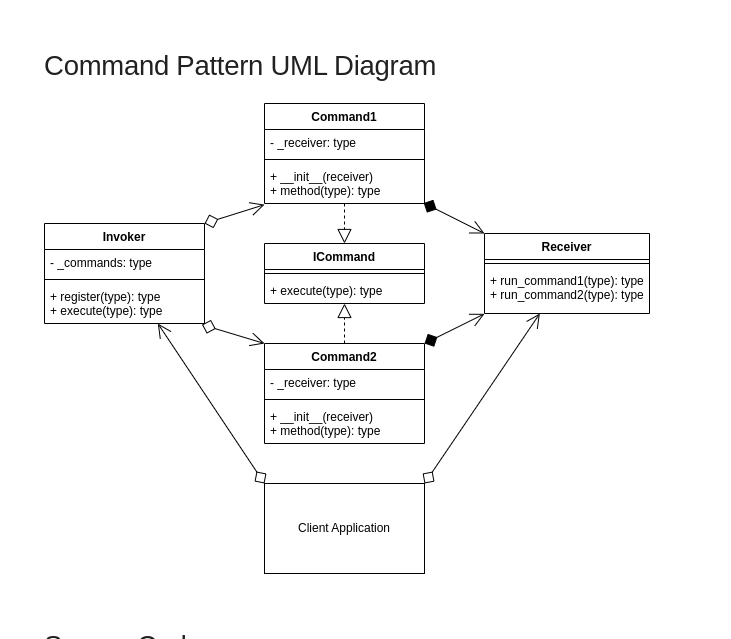 Command Pattern UML Diagram
Command1
- _receiver: type
+ __init__(receiver)
+ method(type): type
Invoker
- _commands: type
+ register(type): type
+ execute(type): type
ICommand
+ execute(type): type
Receiver
+ run_command1(type): type
+ run_command2(type): type
Command2
- _receiver: type
+ __init__(receiver)
+ method(type): type
Client Application